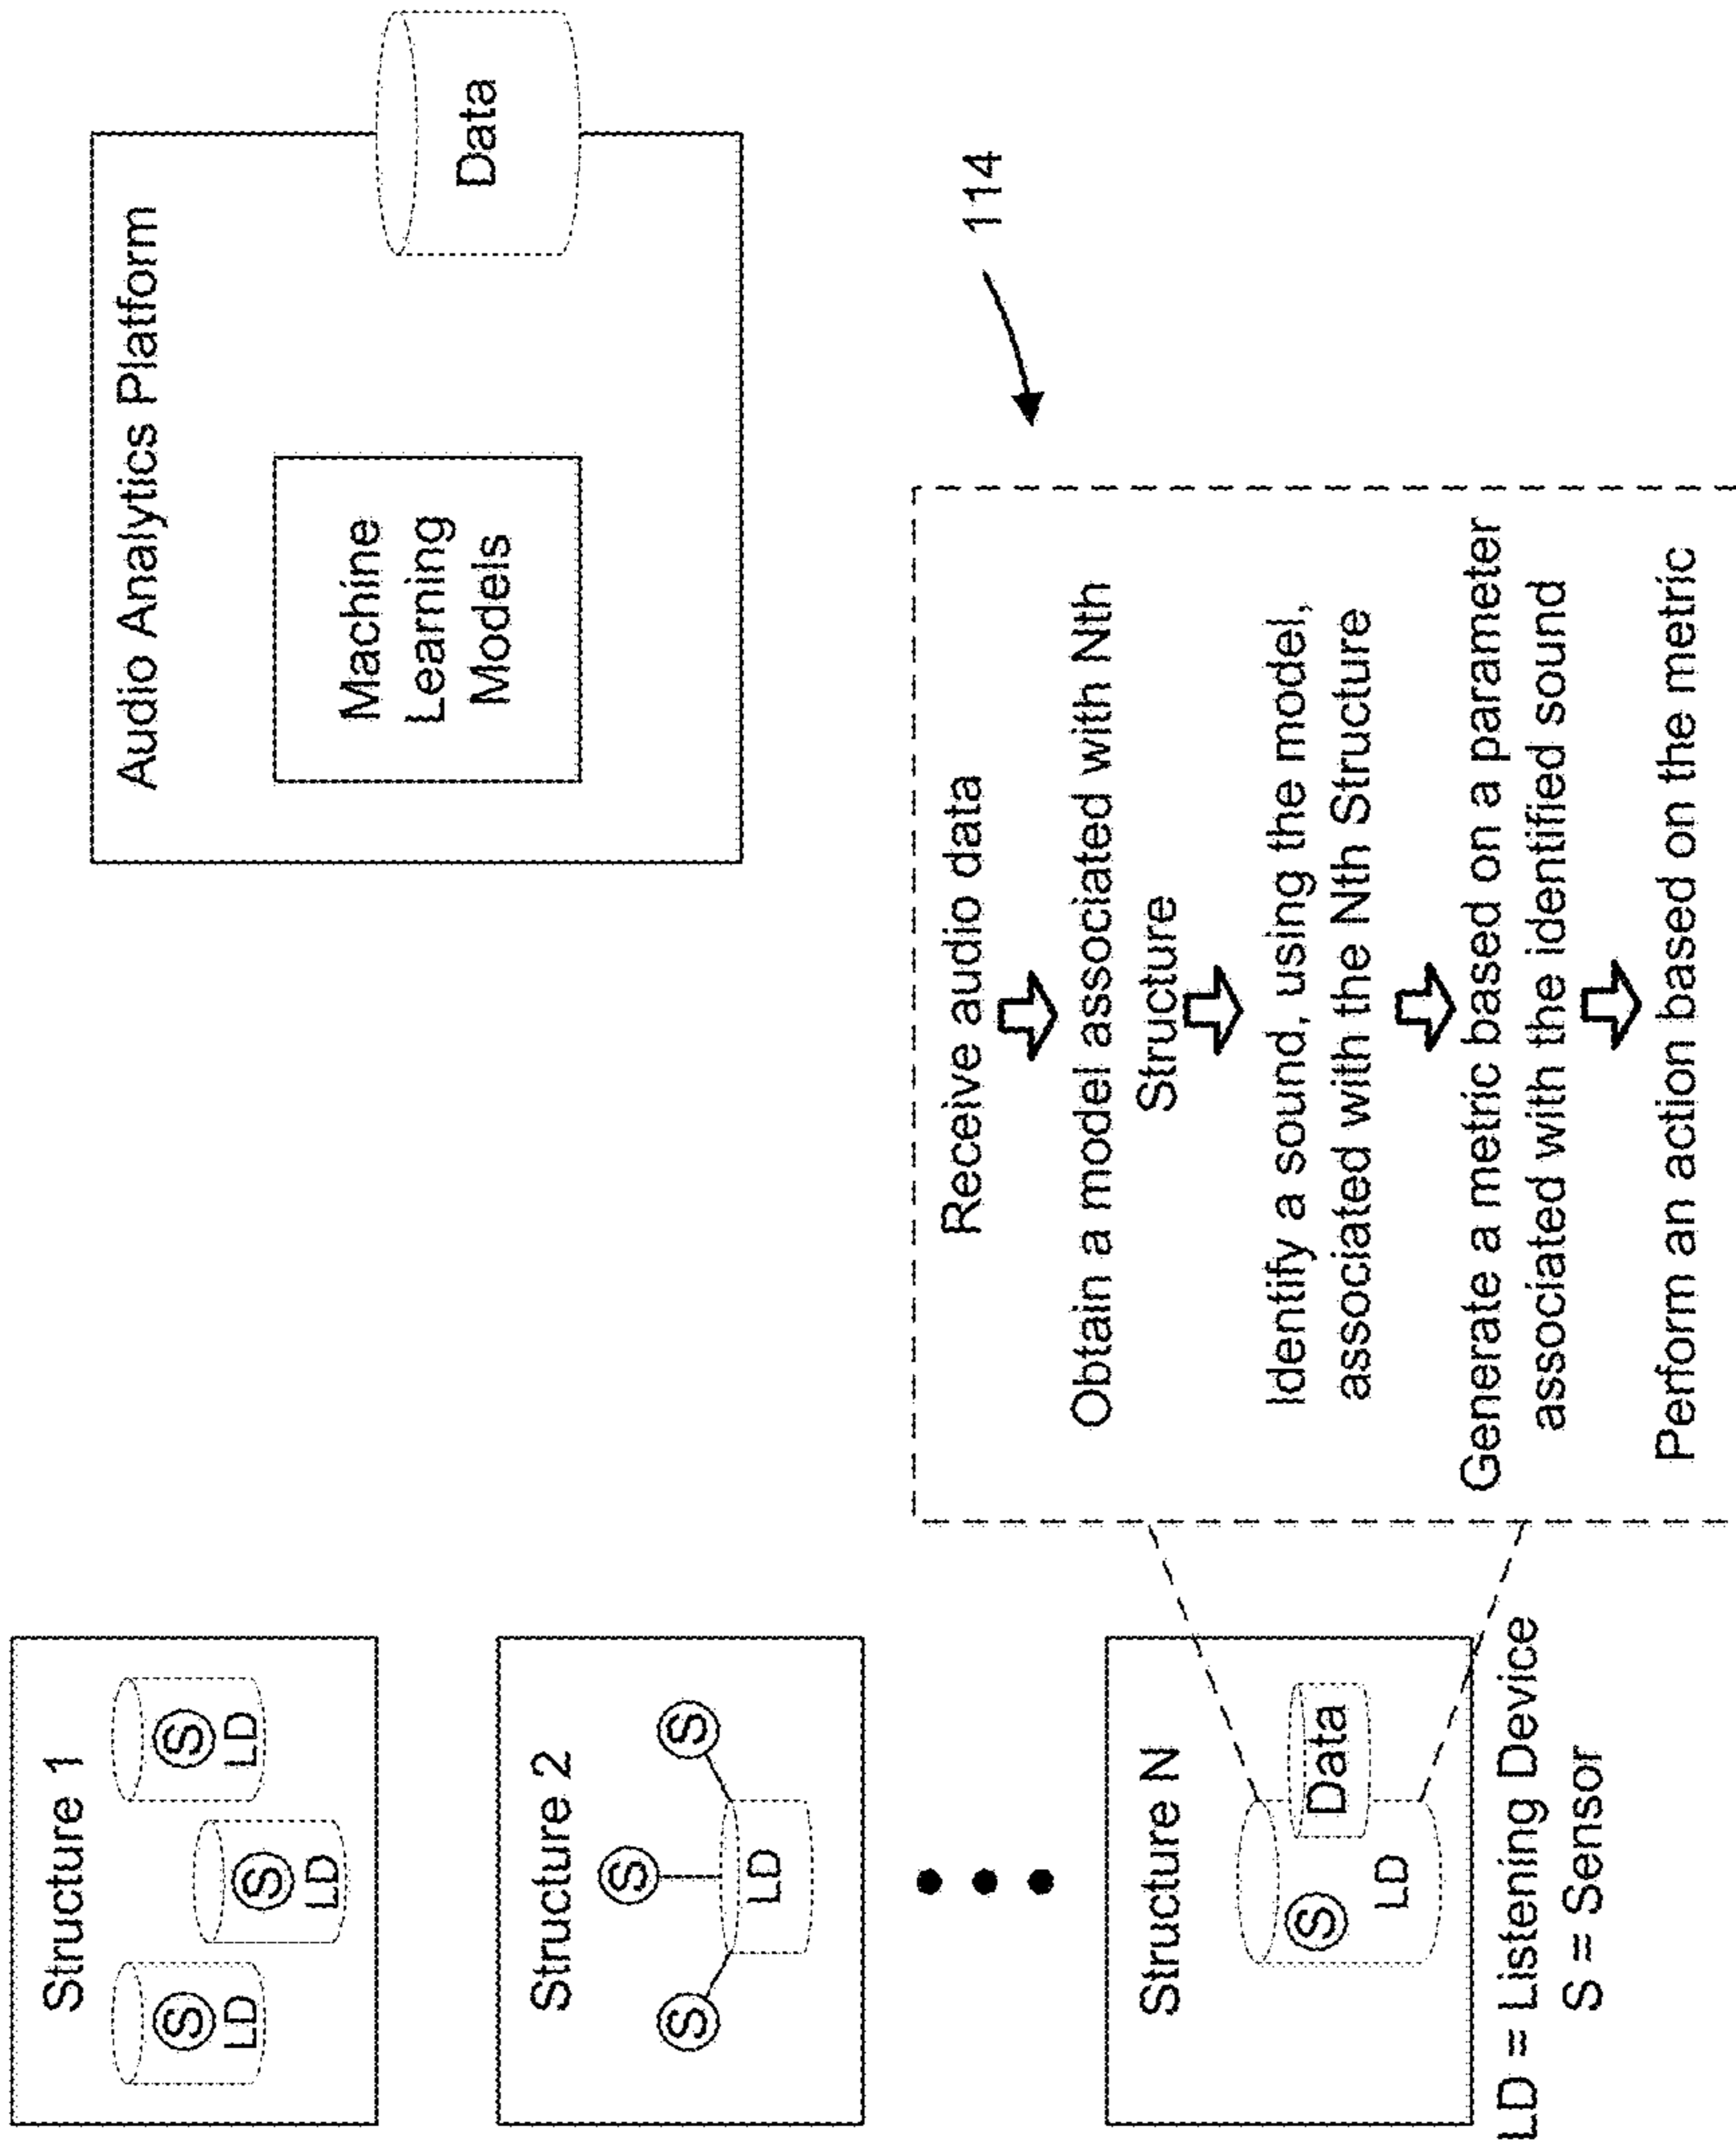 Structure 1
S
LD
S
LD
S
LD
Structure 2
S
S
S
LD
Structure N
S
LD
Data
LD = Listening Device
S = Sensor
Audio Analytics Platform
Machine
Learning
Models
Data
114
Receive audio data
Obtain a model associated with Nth
Structure
Identify a sound, using the model,
associated with the Nth Structure
Generate a metric based on a parameter
associated with the identified sound
Perform an action based on the metric